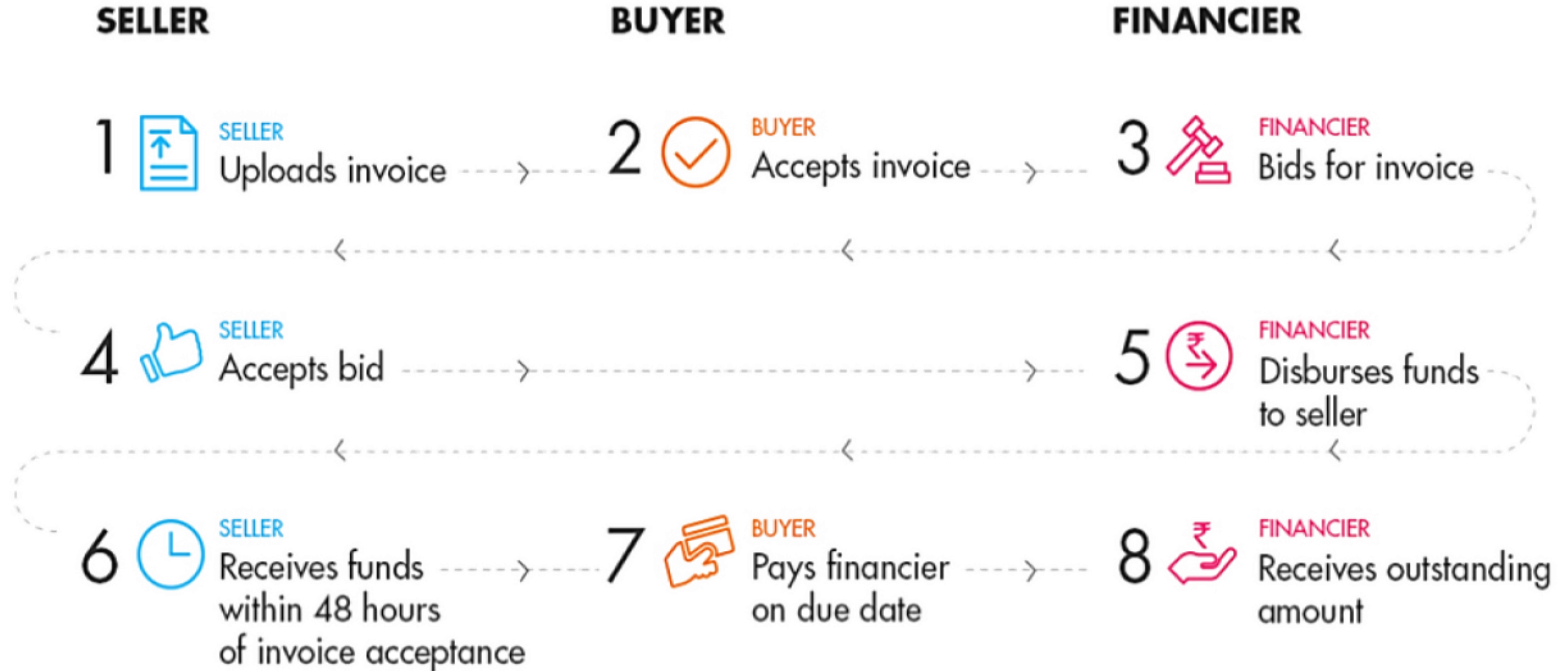 SELLER
BUYER
FINANCIER
1
SELLER
Uploads invoice
2
BUYER
Accepts invoice
3
FINANCIER
Bids for invoice
4
SELLER
Accepts bid
5
₹
FINANCIER
Disburses funds
to seller
6
SELLER
Receives funds
within 48 hours
of invoice acceptance
7
BUYER
Pays financier
on due date
8
₹
FINANCIER
Receives outstanding
amount